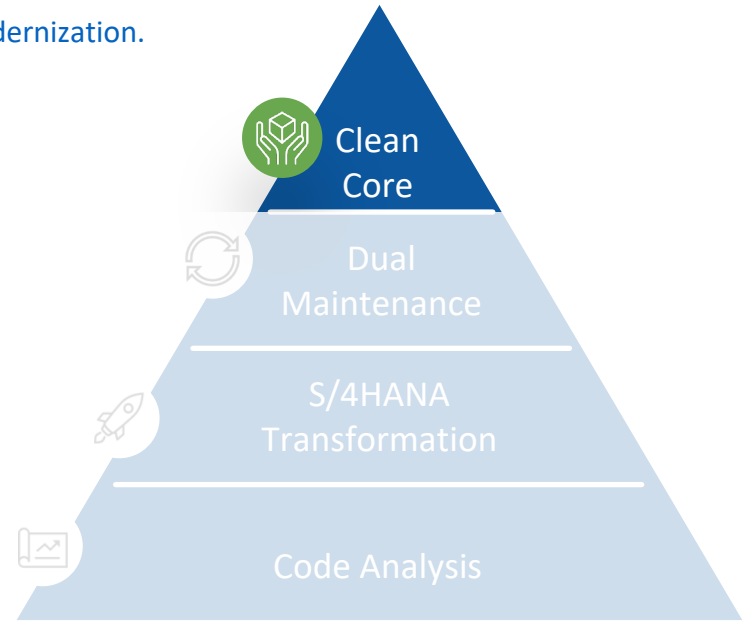 dernization.
Clean
Core
Dual
Maintenance
S/4HANA
Transformation
Code Analysis